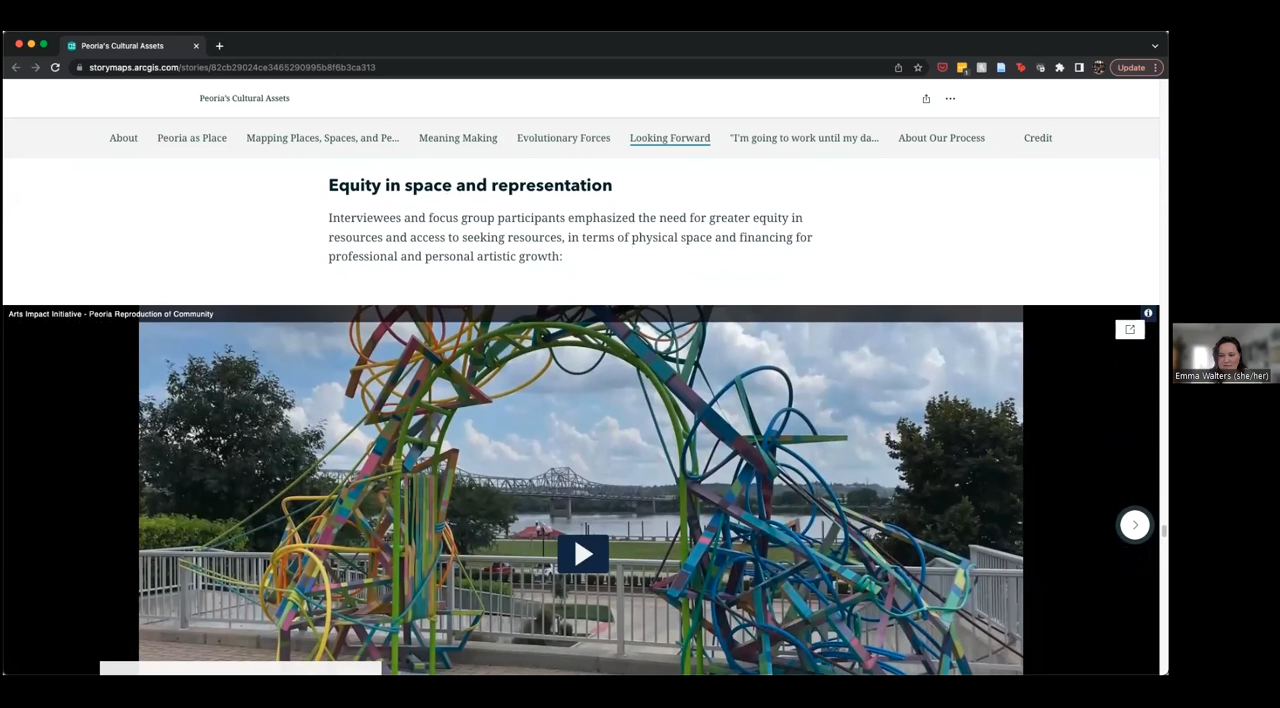 Peoria's Cultural Assets
storymaps.arcgis.com/stories/82cb29024ce3465290995b8f6b3ca313
Update
Peoria's Cultural Assets
About
Peoria as Place
Mapping Places, Spaces, and Pe...
Meaning Making
Evolutionary Forces
Looking Forward
"I'm going to work until my da...
About Our Process
Credit
Equity in space and representation
Interviewees and focus group participants emphasized the need for greater equity in
resources and access to seeking resources, in terms of physical space and financing for
professional and personal artistic growth:
Arts Impact Initiative - Peoria Reproduction of Community
Emma Walters (she/her)